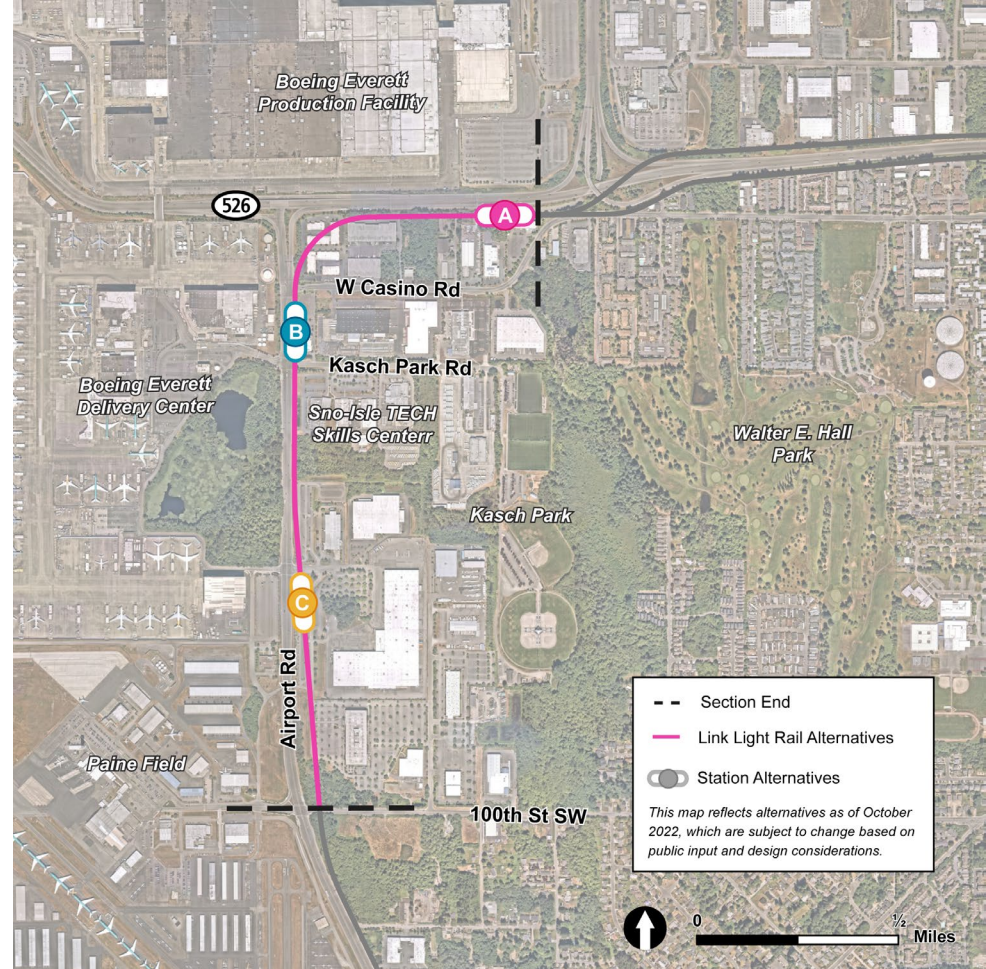 Boeing Everett
Production Facility
526
A
W Casino Rd
B
Kasch Park Rd
Boeing Everett
Delivery Center
Sno-Isle TECH
Skills Centerr
Walter E. Hall
Park
Kasch Park
C
Airport Rd
Paine Field
100th St SW
Section End
Link Light Rail Alternatives
Station Alternatives
This map reflects alternatives as of October
2022, which are subject to change based on
public input and design considerations.
0 ½
Miles